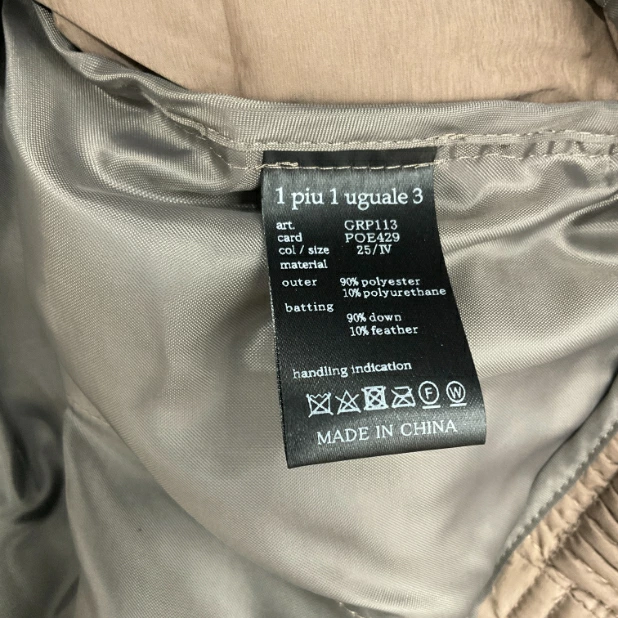 1 piu 1 uguale 3
art. GRP113
card POE429
col / size 25/IV
material
outer 90% polyester
10% polyurethane
batting
90% down
10% feather
handling indication
F W
MADE IN CHINA